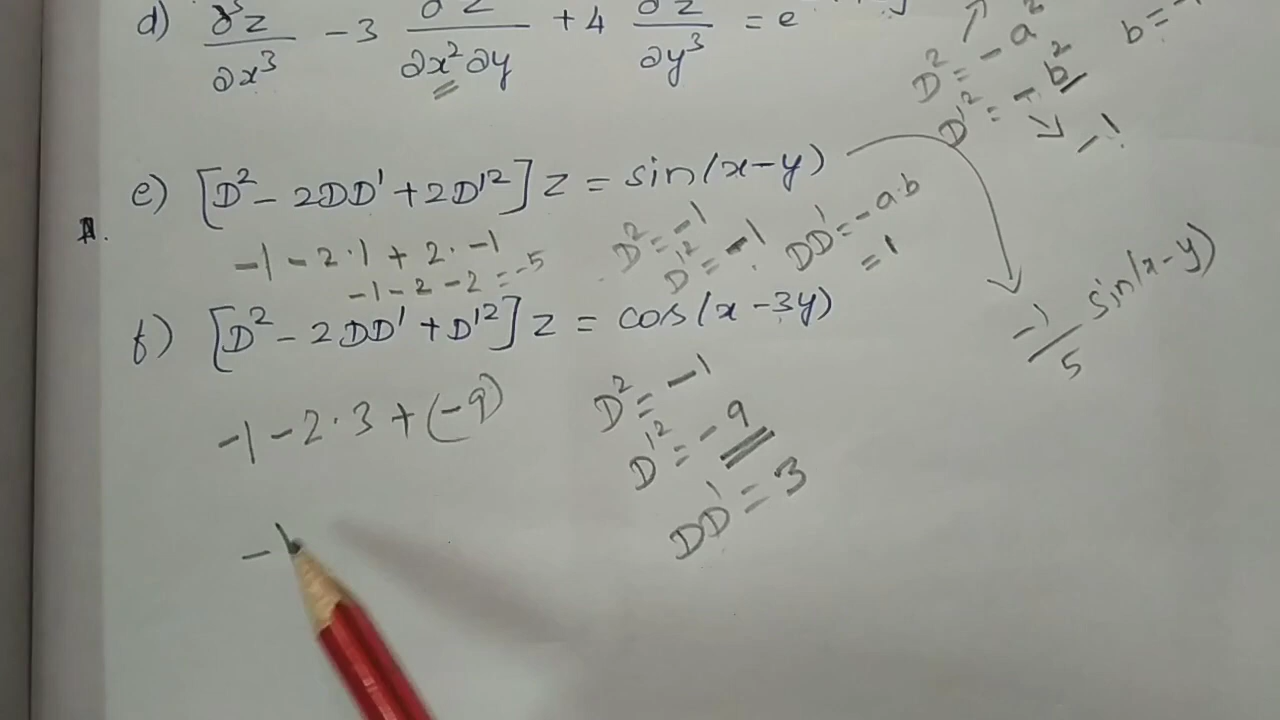 d) ∂³z/∂x³ - 3 ∂³z/∂x²∂y + 4 ∂³z/∂y³ = e
D² = -a²
D'² = -b²
→ -1
b = -
e) [D² - 2DD' + 2D'²] z = sin(x-y)
-1 - 2·1 + 2·-1
-1 - 2 - 2 = -5
D² = -1
D'² = -1
DD' = -a·b
= 1
-1/5 sin(x-y)
f) [D² - 2DD' + D'²] z = cos(x-3y)
-1 - 2·3 + (-9)
D² = -1
D'² = -9
DD' = 3